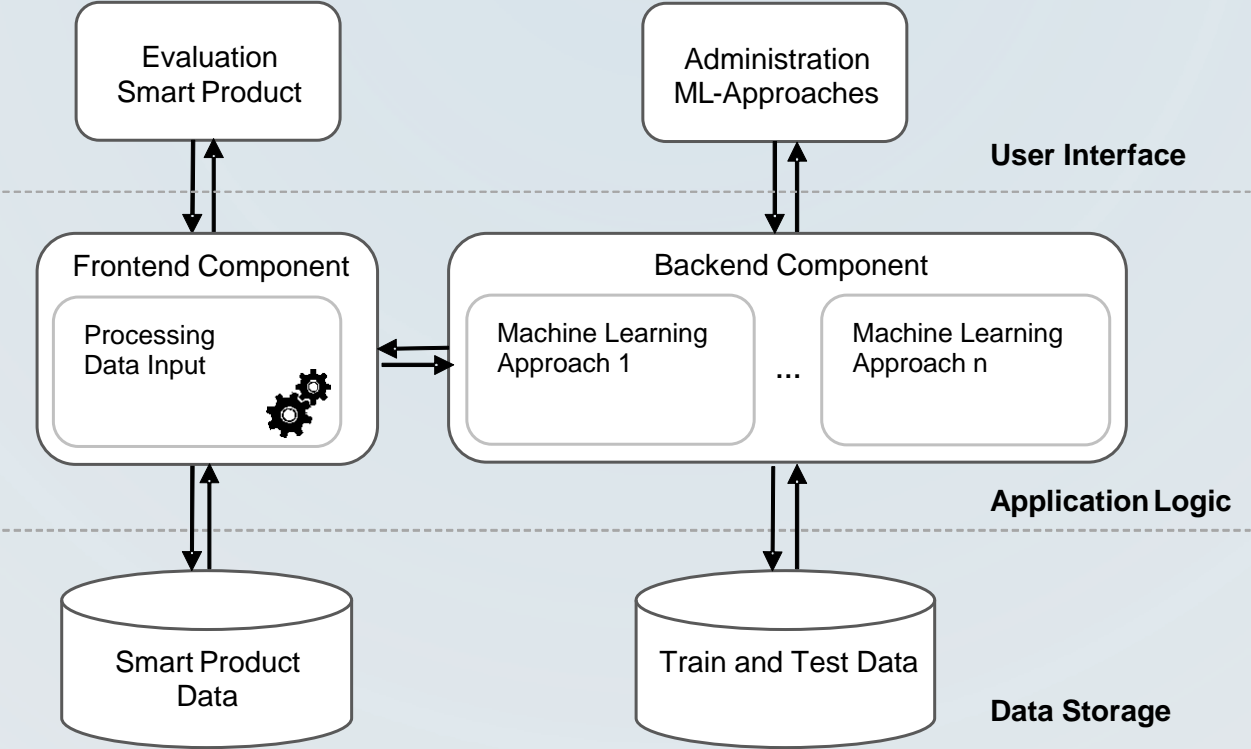 Evaluation
Smart Product
Administration
ML-Approaches
User Interface
Frontend Component
Backend Component
Processing
Data Input
Machine Learning
Approach 1
...
Machine Learning
Approach n
Application Logic
Smart Product
Data
Train and Test Data
Data Storage